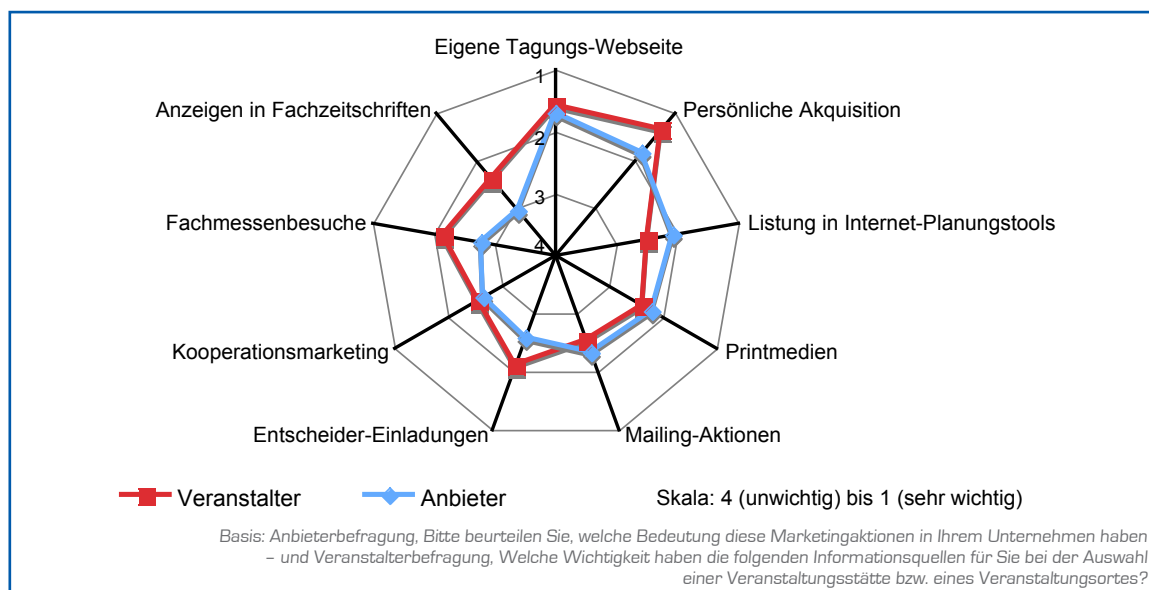 Eigene Tagungs-Webseite
1
Anzeigen in Fachzeitschriften
Persönliche Akquisition
2
3
Fachmessenbesuche
Listung in Internet-Planungstools
4
Kooperationsmarketing
Printmedien
Entscheider-Einladungen
Mailing-Aktionen
Veranstalter
Anbieter
Skala: 4 (unwichtig) bis 1 (sehr wichtig)
Basis: Anbieterbefragung, Bitte beurteilen Sie, welche Bedeutung diese Marketingaktionen in Ihrem Unternehmen haben
– und Veranstalterbefragung, Welche Wichtigkeit haben die folgenden Informationsquellen für Sie bei der Auswahl
einer Veranstaltungsstätte bzw. eines Veranstaltungsortes?